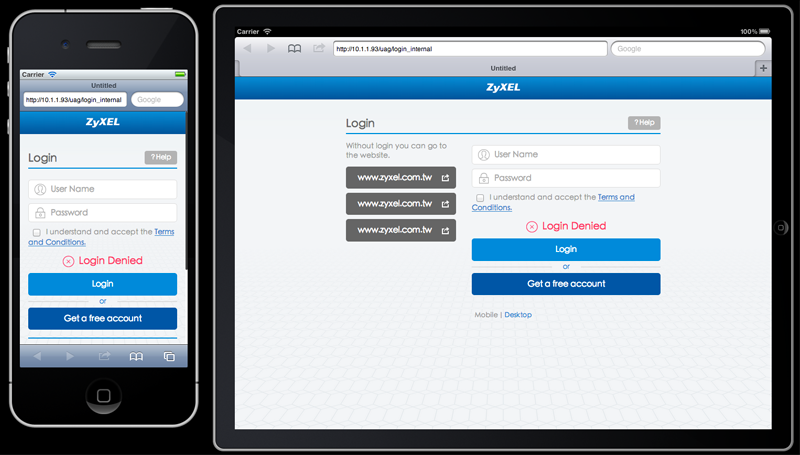 Carrier
Untitled
http://10.1.1.93/uag/login_internal
Google
ZyXEL
Login
? Help
User Name
Password
I understand and accept the Terms
and Conditions.
Login Denied
Login
or
Get a free account
Carrier
100%
http://10.1.1.93/uag/login_internal
Google
Untitled
ZyXEL
Login
? Help
Without login you can go to
the website.
www.zyxel.com.tw
www.zyxel.com.tw
www.zyxel.com.tw
User Name
Password
I understand and accept the Terms and
Conditions.
Login Denied
Login
or
Get a free account
Mobile | Desktop